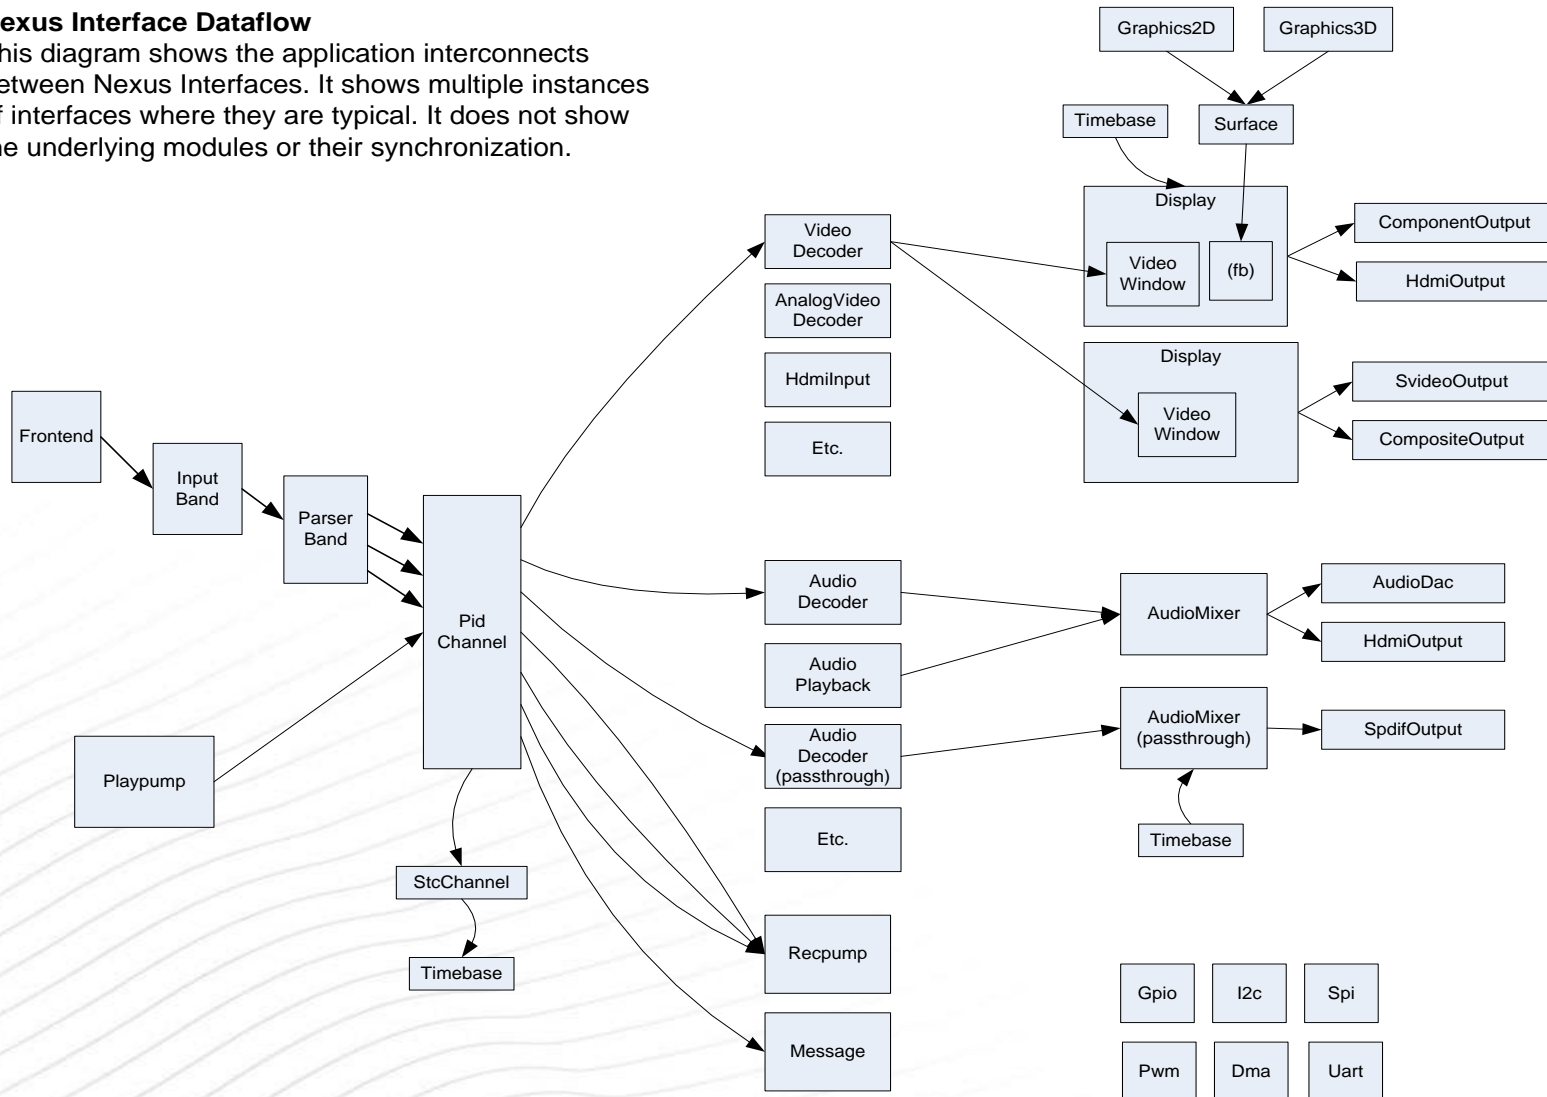 exus Interface Dataflow
his diagram shows the application interconnects
etween Nexus Interfaces. It shows multiple instances
f interfaces where they are typical. It does not show
he underlying modules or their synchronization.
Graphics2D
Graphics3D
Timebase
Surface
Display
Video
Window
(fb)
ComponentOutput
HdmiOutput
Video
Decoder
AnalogVideo
Decoder
HdmiInput
Etc.
Display
Video
Window
SvideoOutput
CompositeOutput
Frontend
Input
Band
Parser
Band
Pid
Channel
Playpump
StcChannel
Timebase
Audio
Decoder
Audio
Playback
Audio
Decoder
(passthrough)
Etc.
AudioMixer
AudioDac
HdmiOutput
AudioMixer
(passthrough)
SpdifOutput
Timebase
Recpump
Message
Gpio
I2c
Spi
Pwm
Dma
Uart